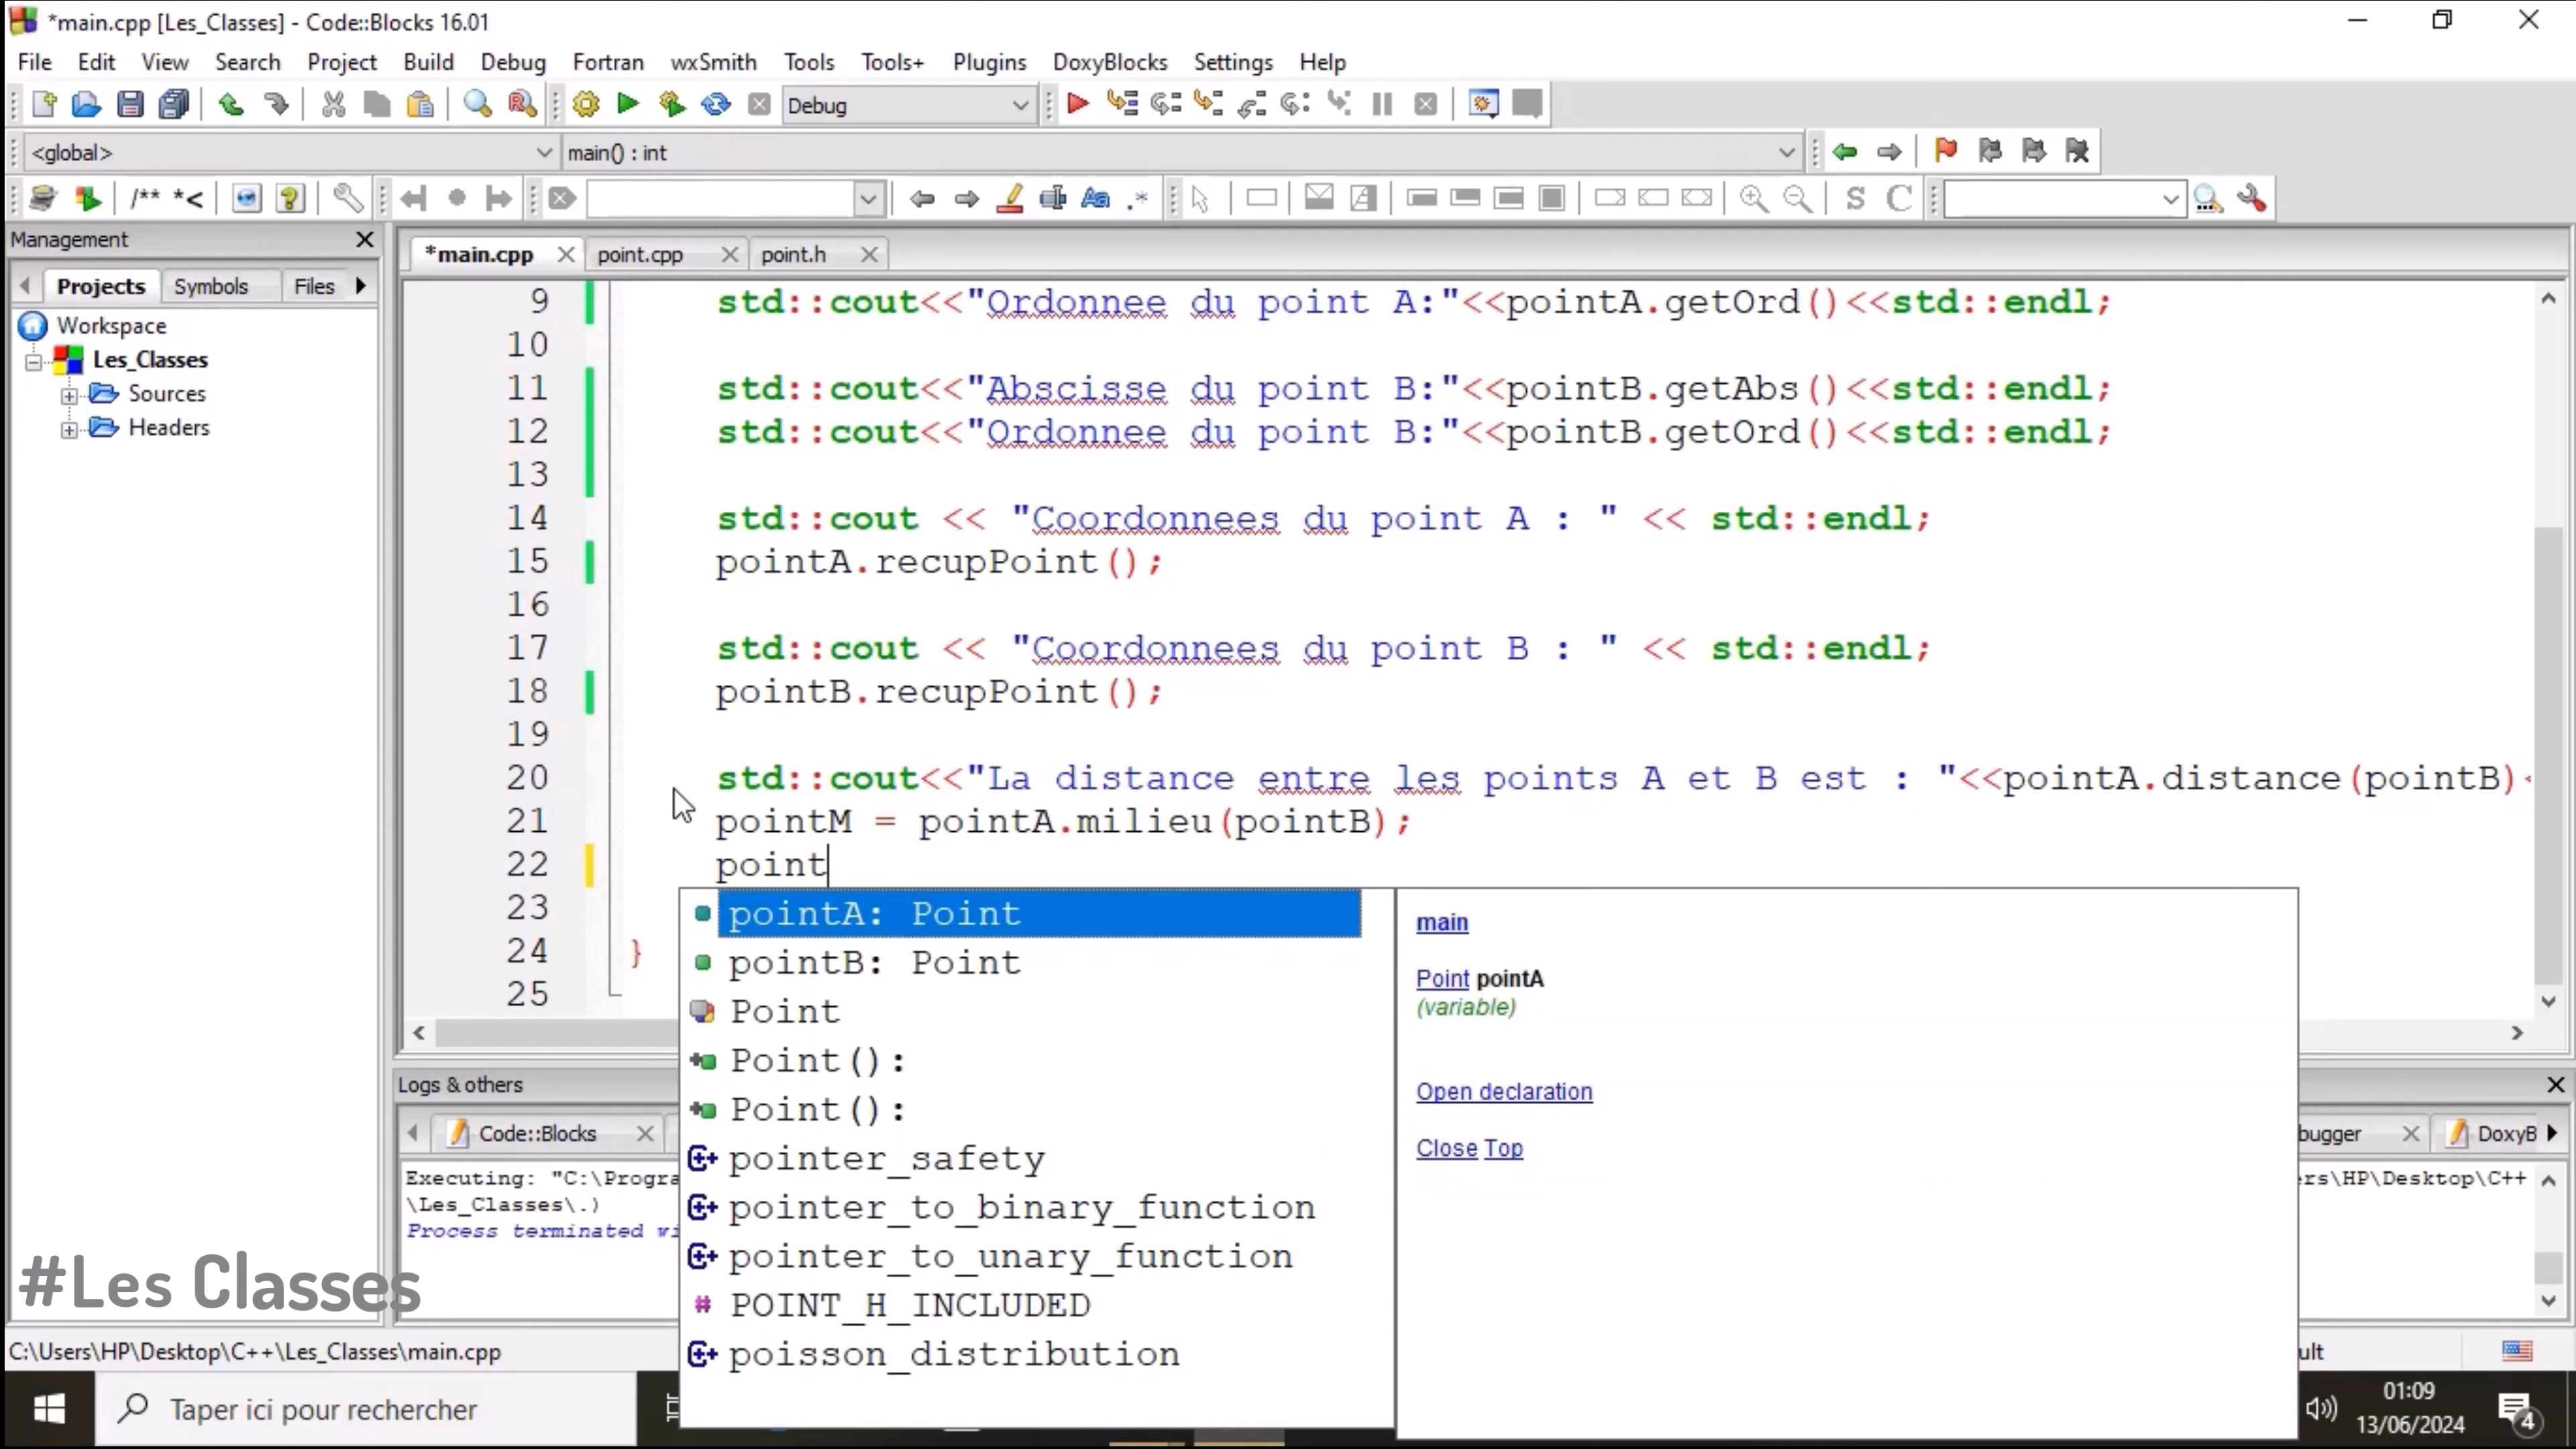 *main.cpp [Les_Classes] - Code::Blocks 16.01
File Edit View Search Project Build Debug Fortran wxSmith Tools Tools+ Plugins DoxyBlocks Settings Help
Debug
<global> main() : int
/** *<
S C
Management
*main.cpp point.cpp point.h
Projects Symbols Files
Workspace
Les_Classes
Sources
Headers
9 std::cout<<"Ordonnee du point A:"<<pointA.getOrd()<<std::endl;
10
11 std::cout<<"Abscisse du point B:"<<pointB.getAbs()<<std::endl;
12 std::cout<<"Ordonnee du point B:"<<pointB.getOrd()<<std::endl;
13
14 std::cout << "Coordonnees du point A : " << std::endl;
15 pointA.recupPoint();
16
17 std::cout << "Coordonnees du point B : " << std::endl;
18 pointB.recupPoint();
19
20 std::cout<<"La distance entre les points A et B est : "<<pointA.distance(pointB)<
21 pointM = pointA.milieu(pointB);
22 point
23
24 }
25
pointA: Point
pointB: Point
Point
Point():
Point():
pointer_safety
pointer_to_binary_function
pointer_to_unary_function
POINT_H_INCLUDED
poisson_distribution
main
Point pointA
(variable)
Open declaration
Close Top
Logs & others
Code::Blocks
bugger DoxyB
Executing: "C:\Progra
\Les_Classes\.)
Process terminated wi
ers\HP\Desktop\C++
#Les Classes
C:\Users\HP\Desktop\C++\Les_Classes\main.cpp
ult
Taper ici pour rechercher
01:09
13/06/2024
4